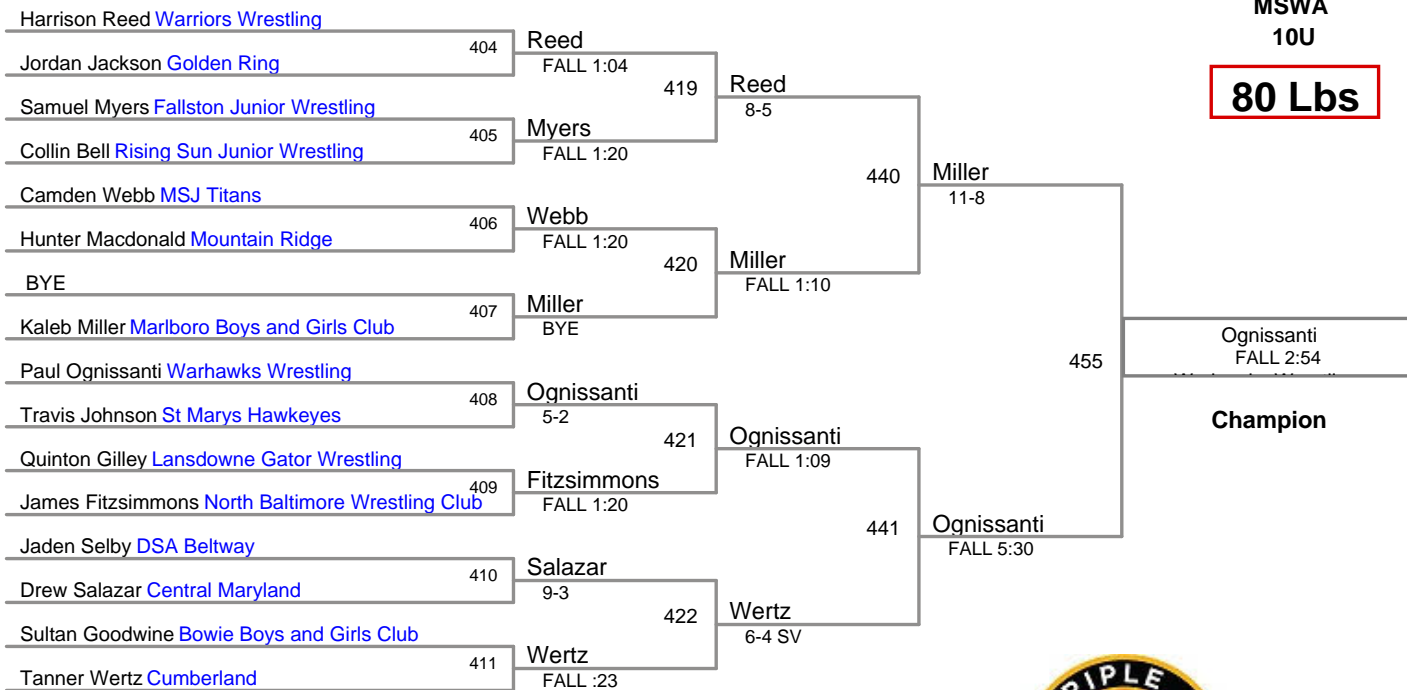 MSWA
10U
80 Lbs
Harrison Reed Warriors Wrestling
404
Jordan Jackson Golden Ring
Reed
FALL 1:04
419
Samuel Myers Fallston Junior Wrestling
405
Collin Bell Rising Sun Junior Wrestling
Myers
FALL 1:20
Reed
8-5
440
Camden Webb MSJ Titans
406
Hunter Macdonald Mountain Ridge
Webb
FALL 1:20
420
BYE
407
Kaleb Miller Marlboro Boys and Girls Club
Miller
BYE
Miller
FALL 1:10
Miller
11-8
455
Paul Ognissanti Warhawks Wrestling
408
Travis Johnson St Marys Hawkeyes
Ognissanti
5-2
421
Quinton Gilley Lansdowne Gator Wrestling
409
James Fitzsimmons North Baltimore Wrestling Club
Fitzsimmons
FALL 1:20
Ognissanti
FALL 1:09
441
Jaden Selby DSA Beltway
410
Drew Salazar Central Maryland
Salazar
9-3
422
Sultan Goodwine Bowie Boys and Girls Club
411
Tanner Wertz Cumberland
Wertz
FALL :23
Wertz
6-4 SV
Ognissanti
FALL 5:30
Ognissanti
FALL 2:54
Champion
TRIPLE